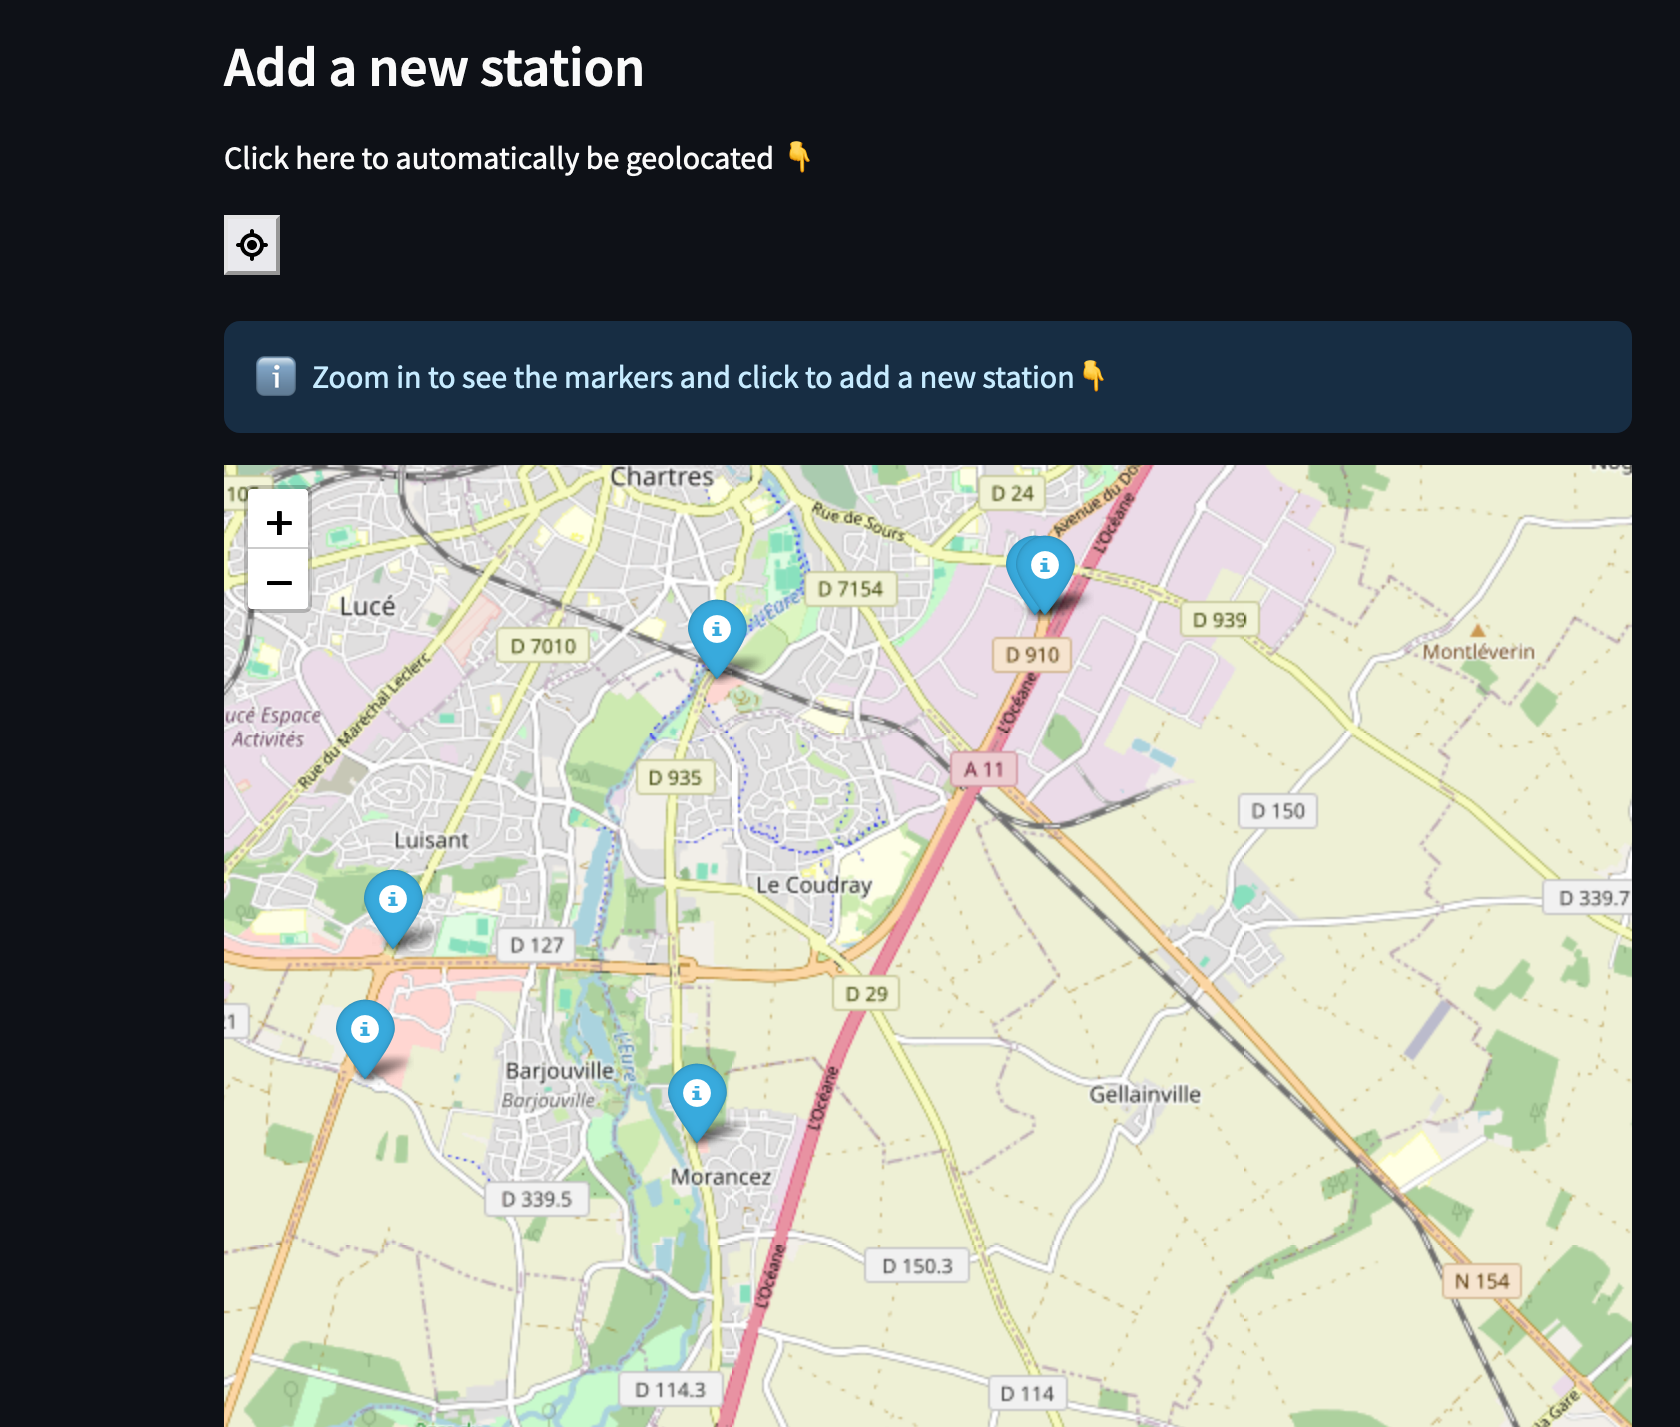 Add a new station
Click here to automatically be geolocated 👇
ℹ️ Zoom in to see the markers and click to add a new station👇
Chartres
D 24
Avenue du Do
L'Océane
10
+
Rue de Sours
−
Lucé
D 7154
l'Eure
D 939
D 7010
D 910
Montléverin
L'Océane
ucé Espace
Activités
Rue du Maréchal Leclerc
D 935
A 11
D 150
Luisant
Le Coudray
D 339.7
D 127
D 29
21
Barjouville
Barjouville
L'Eure
L'Océane
Gellainville
Morancez
D 339.5
D 150.3
L'Océane
N 154
D 114.3
D 114
la Gare